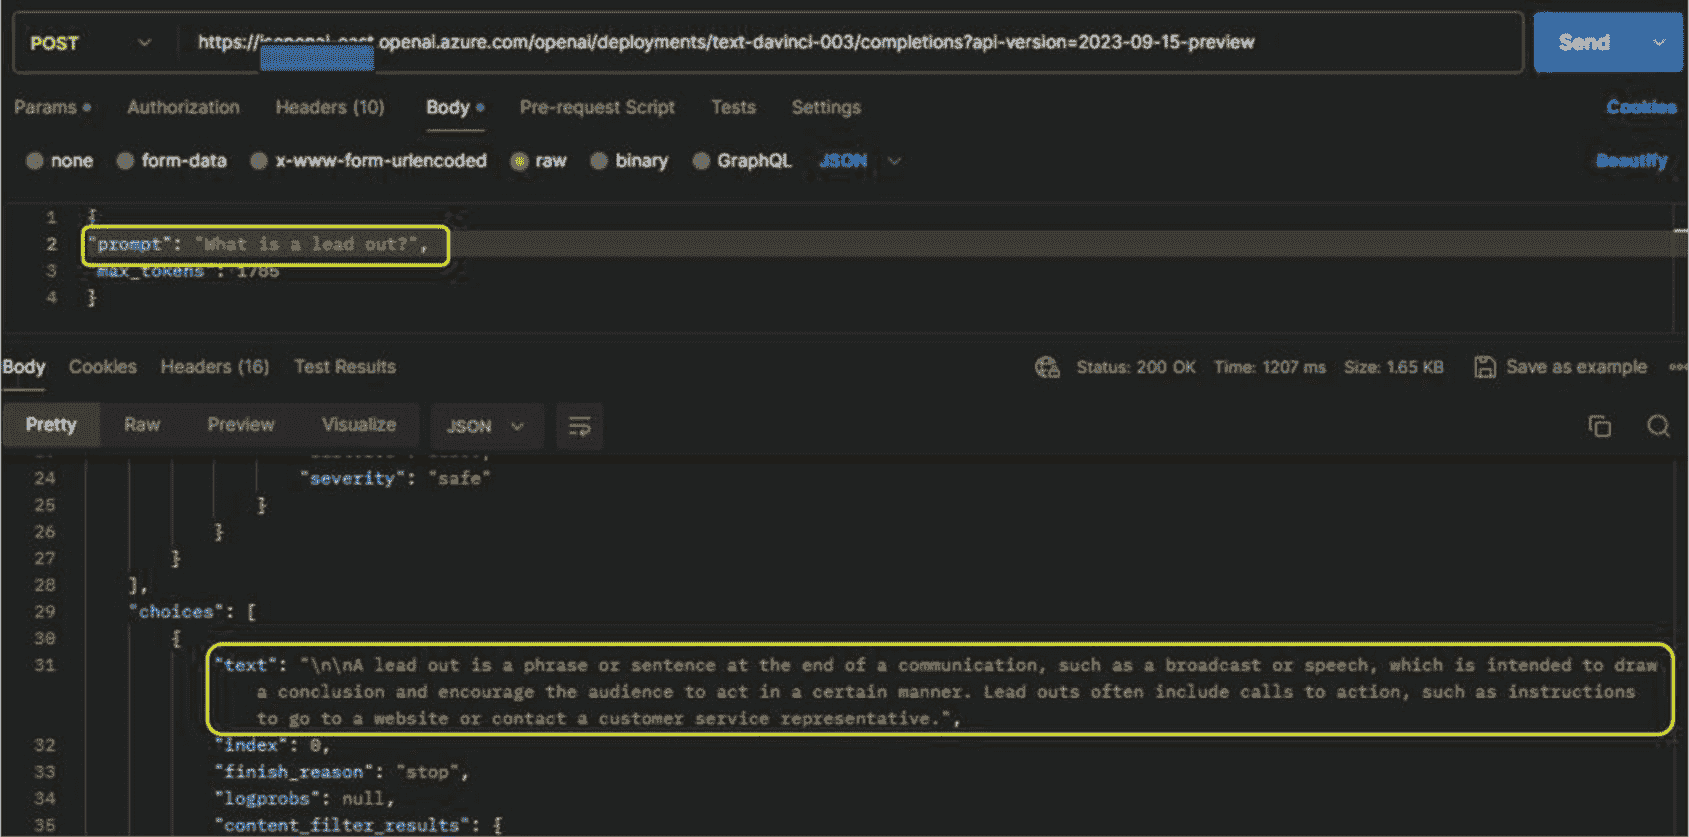 POST
https:// openai.azure.com/openai/deployments/text-davinci-003/completions?api-version=2023-09-15-preview
Send
Params Authorization Headers (10) Body Pre-request Script Tests Settings Cookies
none form-data x-www-form-urlencoded raw binary GraphQL JSON Beautify
1 {
2 "prompt": "What is a lead out?",
3 max_tokens": 1785
4 }
Body Cookies Headers (16) Test Results Status: 200 OK Time: 1207 ms Size: 1.65 KB Save as example
Pretty Raw Preview Visualize JSON
24 "severity": "safe"
25 }
26 }
27 }
28 ],
29 "choices": [
30 {
31 "text": "\n\nA lead out is a phrase or sentence at the end of a communication, such as a broadcast or speech, which is intended to draw
a conclusion and encourage the audience to act in a certain manner. Lead outs often include calls to action, such as instructions
to go to a website or contact a customer service representative.",
32 "index": 0,
33 "finish_reason": "stop",
34 "logprobs": null,
35 "content_filter_results": {